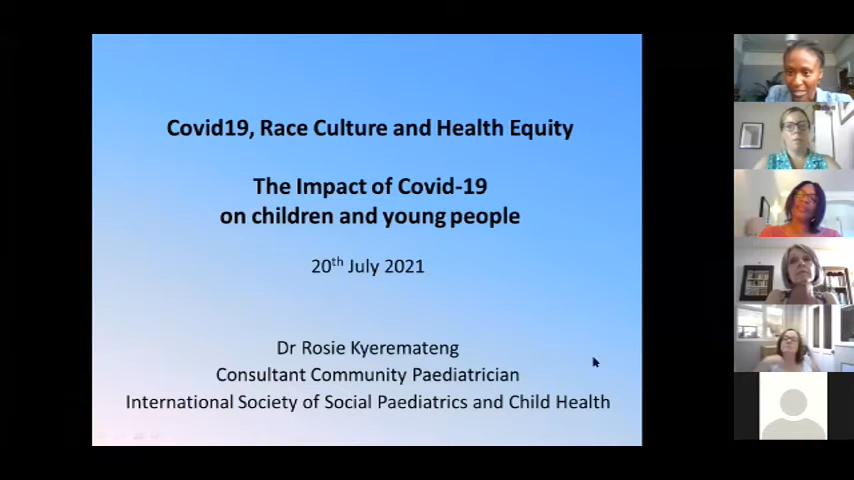 Covid19, Race Culture and Health Equity
The Impact of Covid-19
on children and young people
20th July 2021
Dr Rosie Kyeremateng
Consultant Community Paediatrician
International Society of Social Paediatrics and Child Health